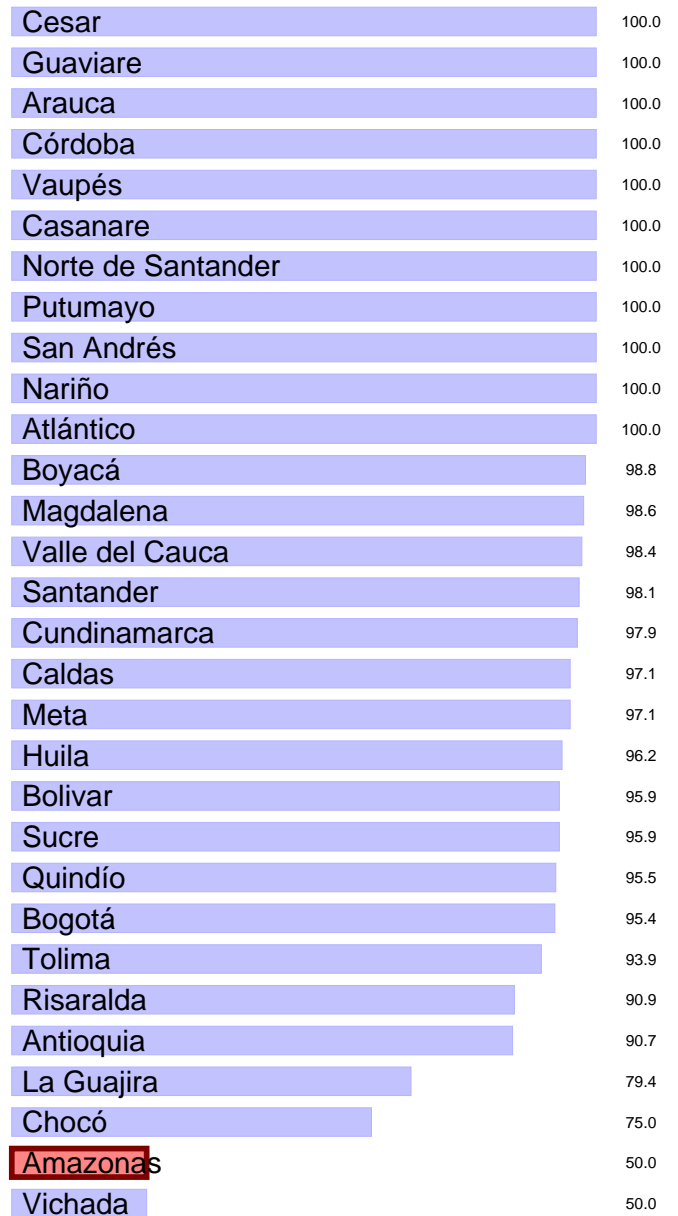 Cesar 100.0
Guaviare 100.0
Arauca 100.0
Córdoba 100.0
Vaupés 100.0
Casanare 100.0
Norte de Santander 100.0
Putumayo 100.0
San Andrés 100.0
Nariño 100.0
Atlántico 100.0
Boyacá 98.8
Magdalena 98.6
Valle del Cauca 98.4
Santander 98.1
Cundinamarca 97.9
Caldas 97.1
Meta 97.1
Huila 96.2
Bolivar 95.9
Sucre 95.9
Quindío 95.5
Bogotá 95.4
Tolima 93.9
Risaralda 90.9
Antioquia 90.7
La Guajira 79.4
Chocó 75.0
Amazonas 50.0
Vichada 50.0